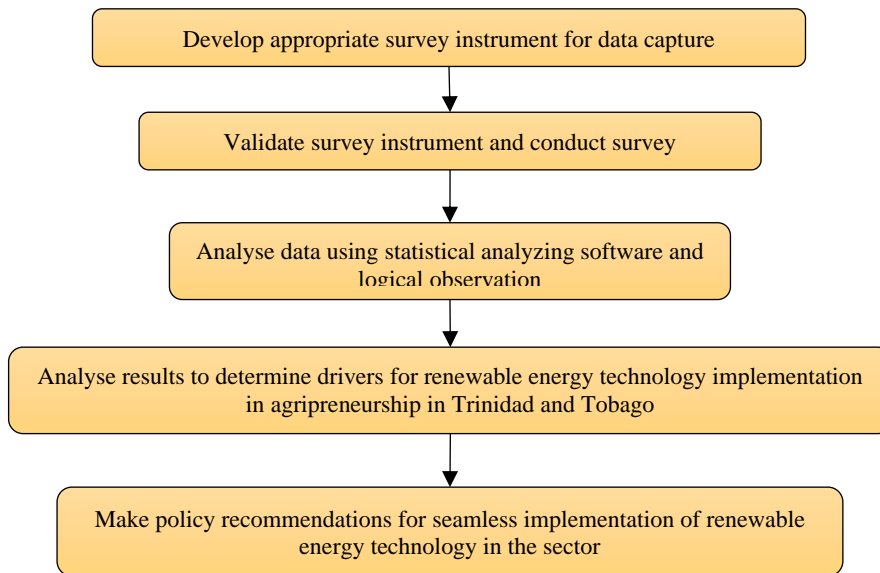 Develop appropriate survey instrument for data capture
Validate survey instrument and conduct survey
Analyse data using statistical analyzing software and
logical observation
Analyse results to determine drivers for renewable energy technology implementation
in agripreneurship in Trinidad and Tobago
Make policy recommendations for seamless implementation of renewable
energy technology in the sector